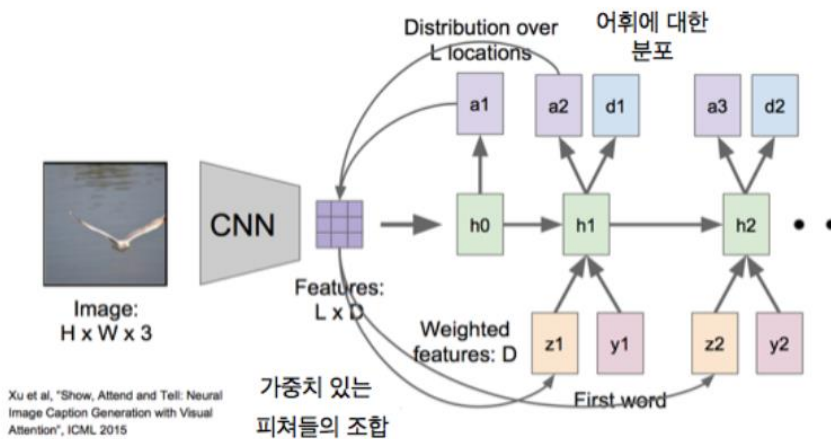 Distribution over
L locations
어휘에 대한
분포
a1
a2
d1
a3
d2
CNN
h0
h1
h2
Image:
H x W x 3
Features:
L x D
Weighted
features: D
z1
y1
z2
y2
First word
가중치 있는
피쳐들의 조합
Xu et al, "Show, Attend and Tell: Neural
Image Caption Generation with Visual
Attention", ICML 2015